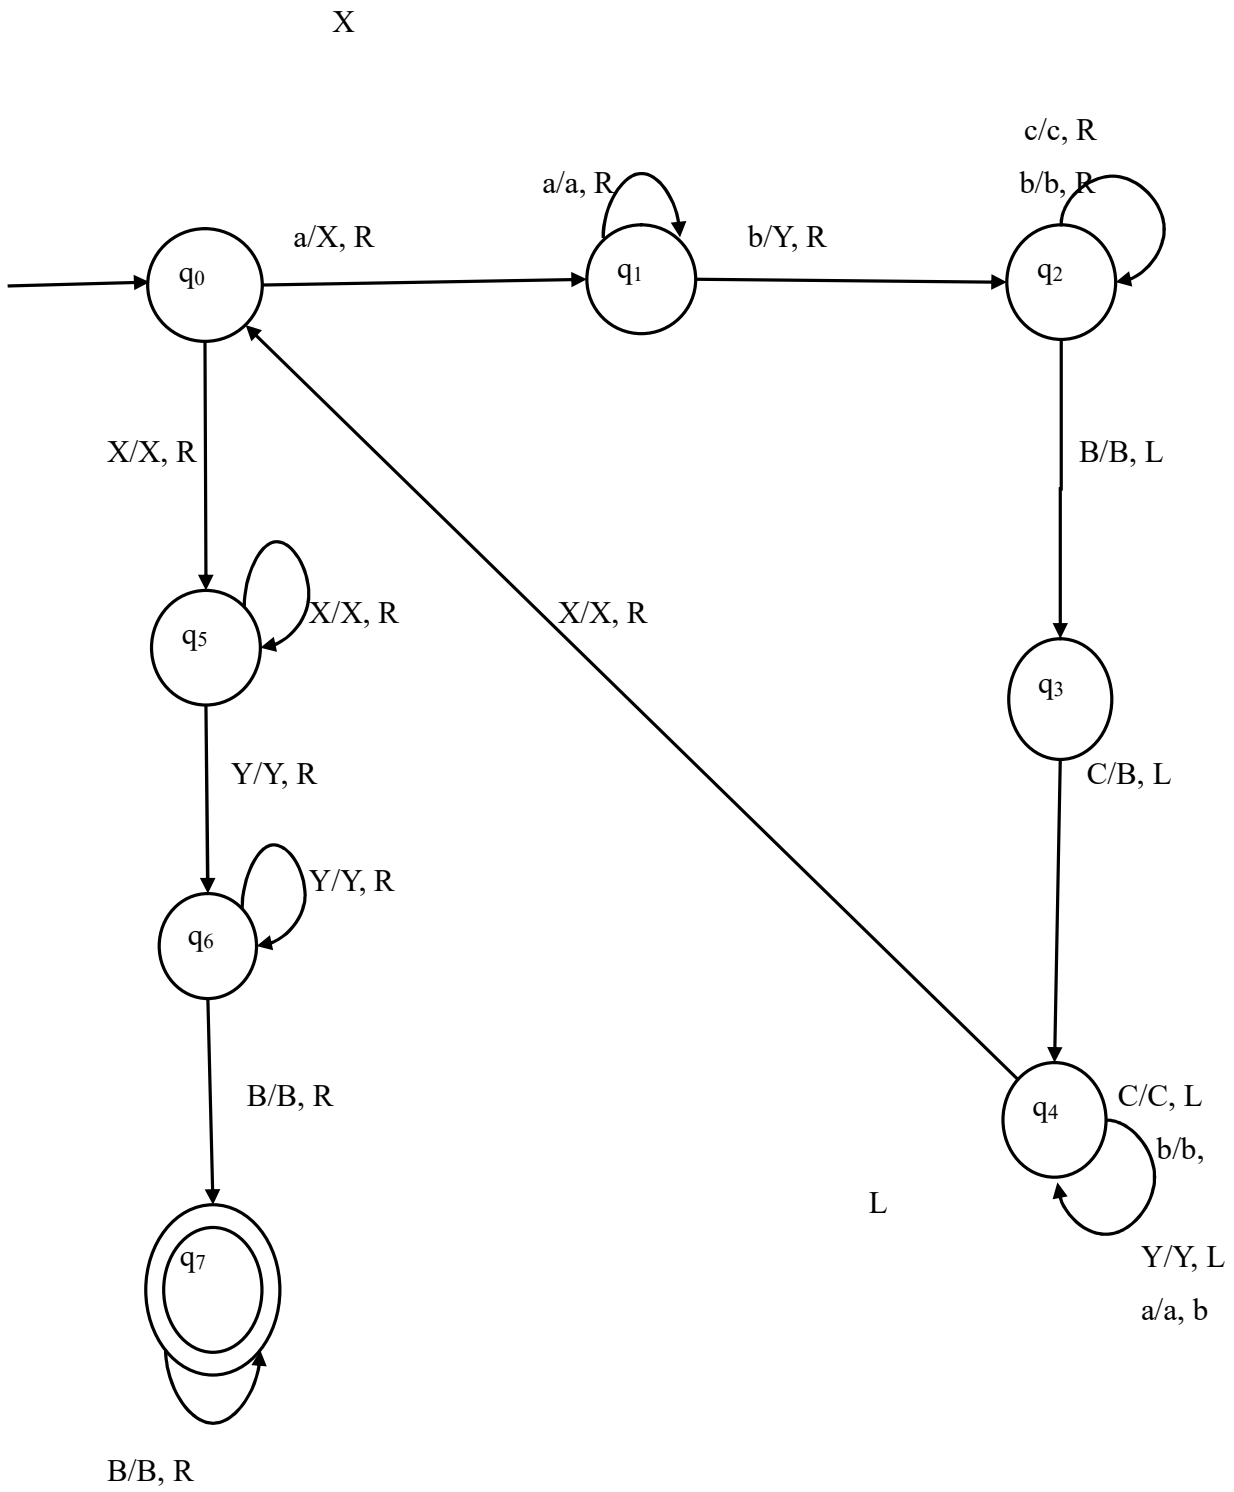 X
c/c, R
a/a, R
b/b, R
a/X, R
b/Y, R
q0
q1
q2
X/X, R
B/B, L
X/X, R
X/X, R
q5
q3
Y/Y, R
C/B, L
Y/Y, R
q6
B/B, R
q4
C/C, L
b/b,
L
q7
Y/Y, L
a/a, b
B/B, R